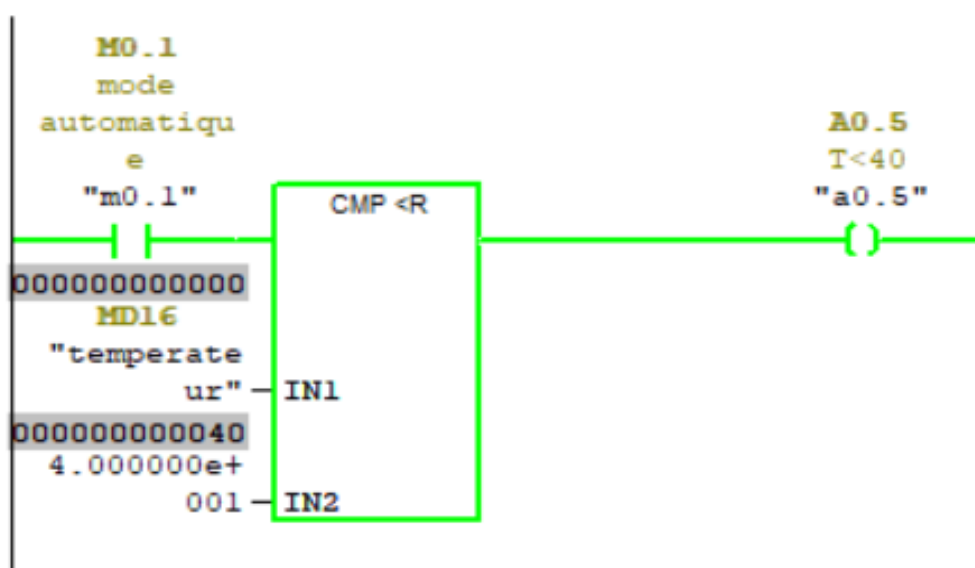 M0.1
mode
automatiqu
e
"m0.1"
CMP <R
A0.5
T<40
"a0.5"
000000000000
MD16
"temperate
ur"
IN1
000000000040
4.000000e+
001
IN2